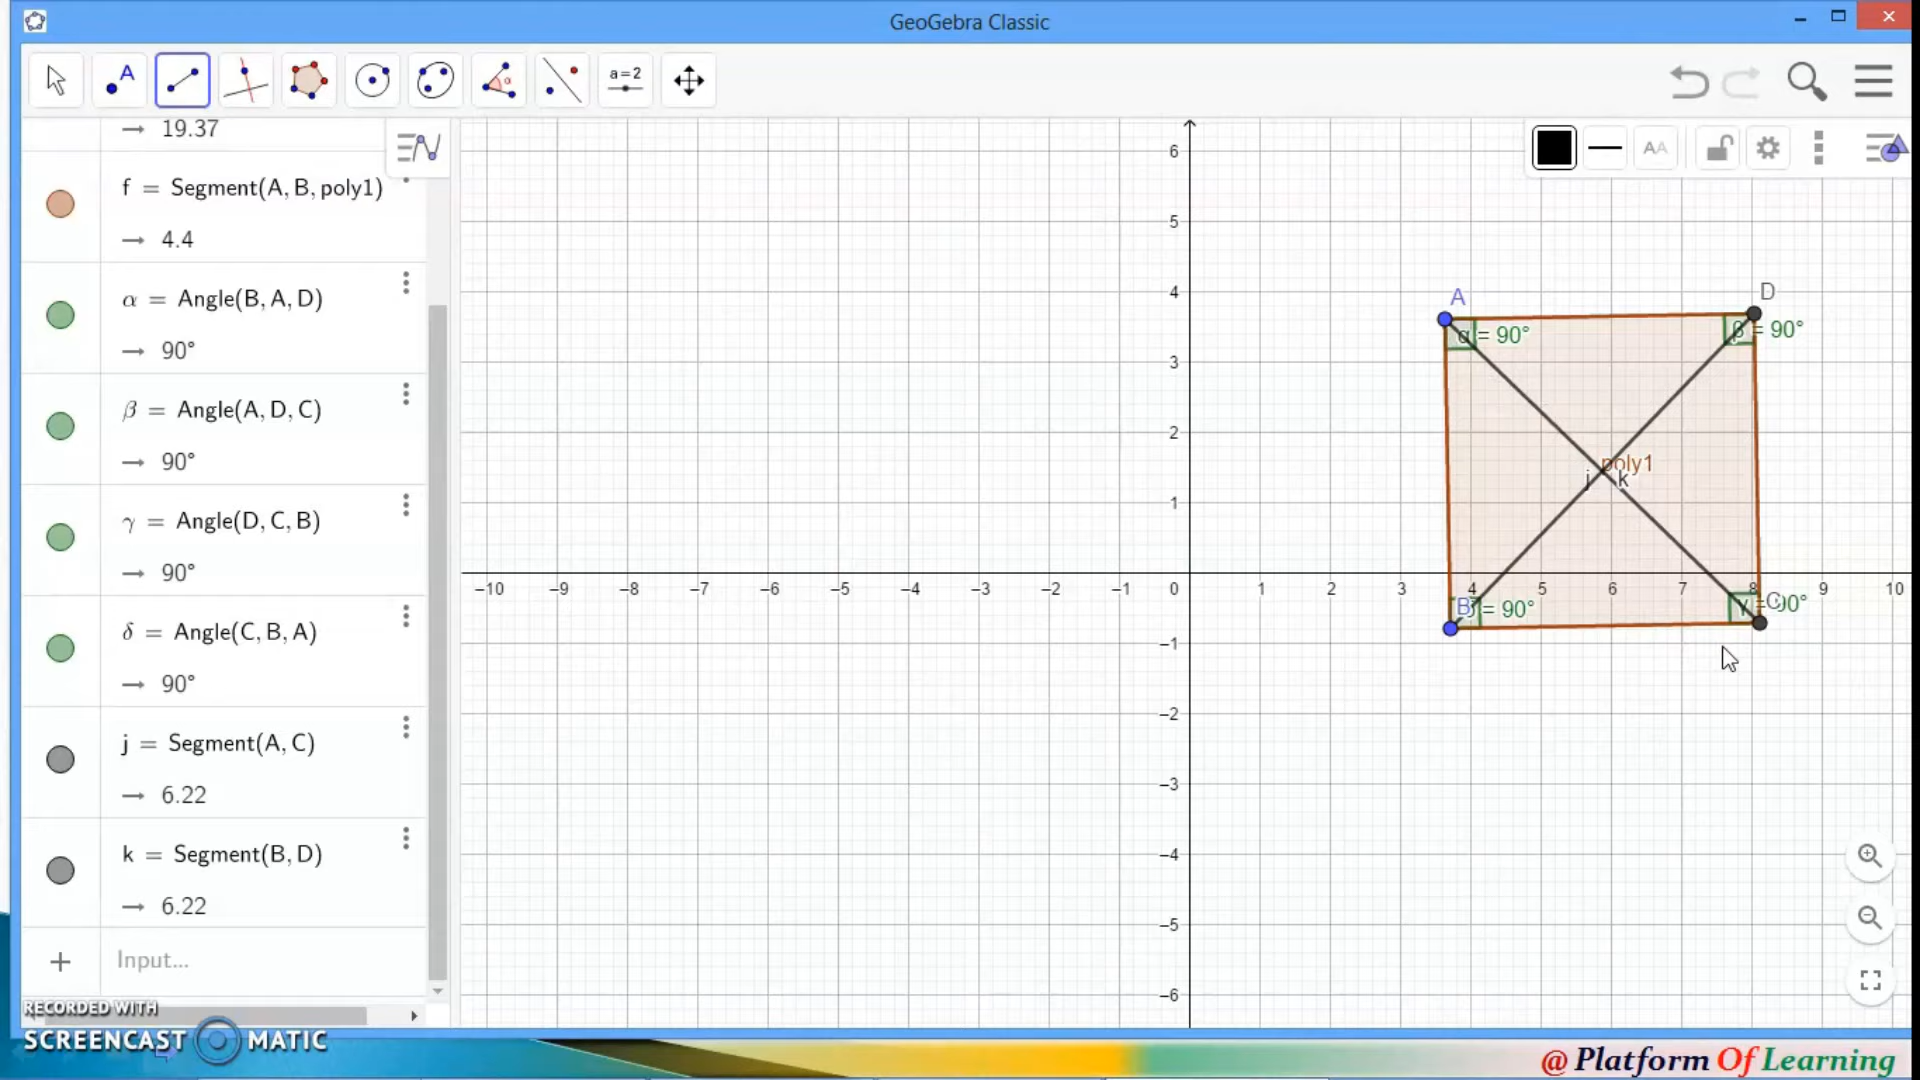 GeoGebra Classic
A
α
a=2
→ 19.37
f = Segment(A, B, poly1)
→ 4.4
α = Angle(B, A, D)
→ 90°
β = Angle(A, D, C)
→ 90°
γ = Angle(D, C, B)
→ 90°
δ = Angle(C, B, A)
→ 90°
j = Segment(A, C)
→ 6.22
k = Segment(B, D)
→ 6.22
+ Input...
AA
6
5
4
3
2
1
0
−1
−2
−3
−4
−5
−6
−10 −9 −8 −7 −6 −5 −4 −3 −2 −1 0 1 2 3 4 5 6 7 8 9 10
A
D
α = 90°
β = 90°
poly1
j k
B = 90°
γ = 90°
C
RECORDED WITH
SCREENCAST MATIC
@ Platform Of Learning